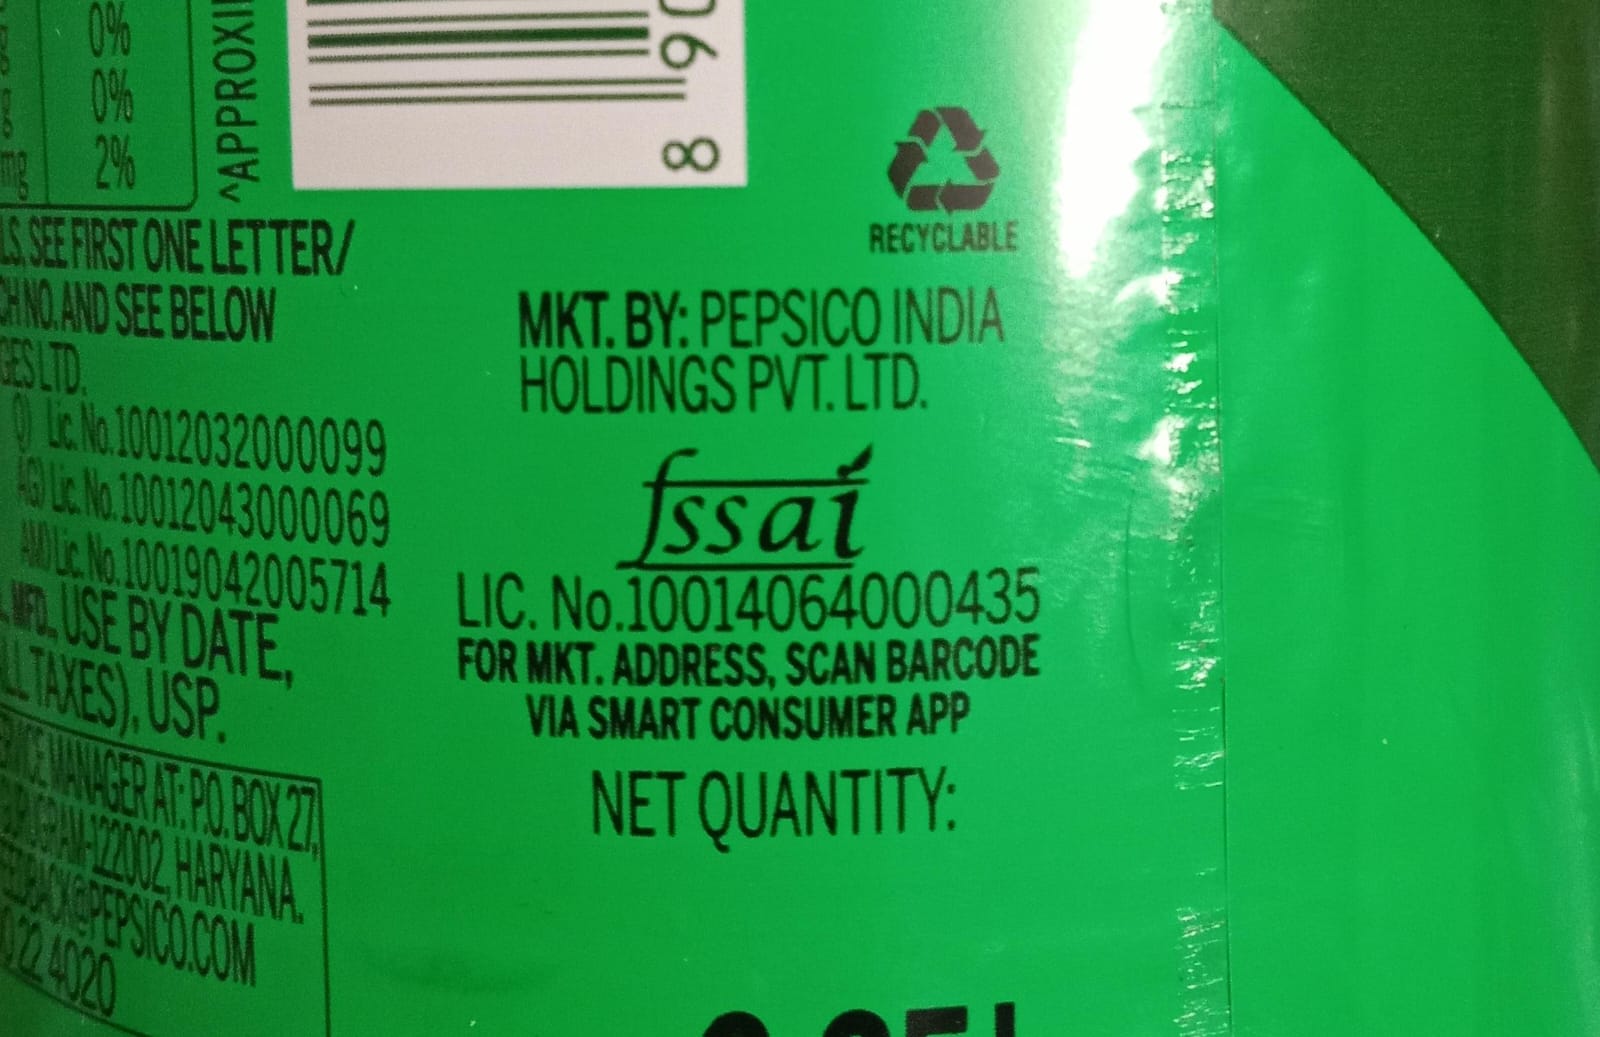 0%
0%
mg 2%
^APPROXI
8 90
RECYCLABLE
SEE FIRST ONE LETTER/
NO. AND SEE BELOW
LTD.
Lic. No.10012032000099
Lic. No.10012043000069
Lic. No.10019042005714
MFD., USE BY DATE,
TAXES), USP.
MANAGER AT: P.O. BOX 27,
122002, HARYANA.
@PEPSICO.COM
22 4020
MKT. BY: PEPSICO INDIA
HOLDINGS PVT. LTD.
fssai
LIC. No.10014064000435
FOR MKT. ADDRESS, SCAN BARCODE
VIA SMART CONSUMER APP
NET QUANTITY: